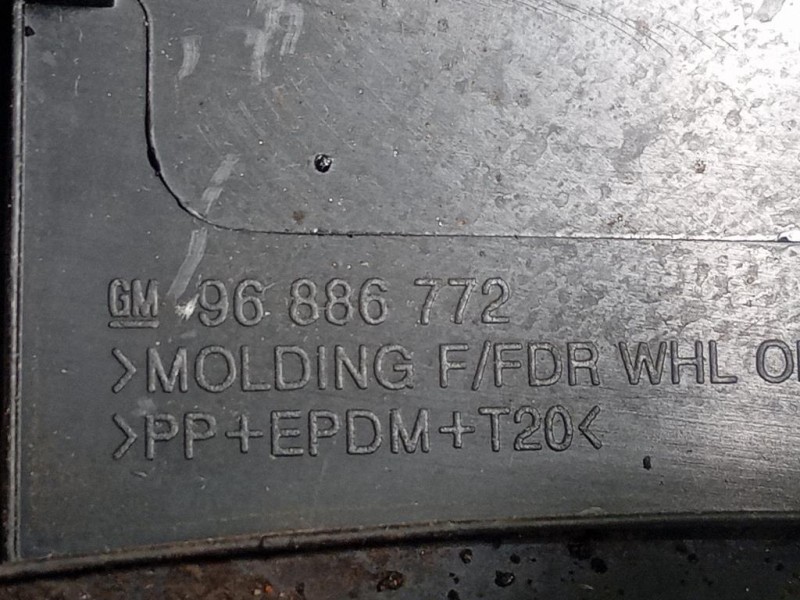 GM 96 886 772
>MOLDING F/FDR WHL
>PP+EPDM+T20<